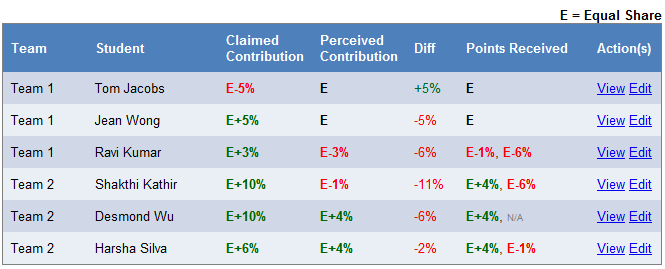 E = Equal Share
Team Student Claimed Contribution Perceived Contribution Diff Points Received Action(s)
Team 1 Tom Jacobs E-5% E +5% E View Edit
Team 1 Jean Wong E+5% E -5% E View Edit
Team 1 Ravi Kumar E+3% E-3% -6% E-1%, E-6% View Edit
Team 2 Shakthi Kathir E+10% E-1% -11% E+4%, E-6% View Edit
Team 2 Desmond Wu E+10% E+4% -6% E+4%, N/A View Edit
Team 2 Harsha Silva E+6% E+4% -2% E+4%, E-1% View Edit